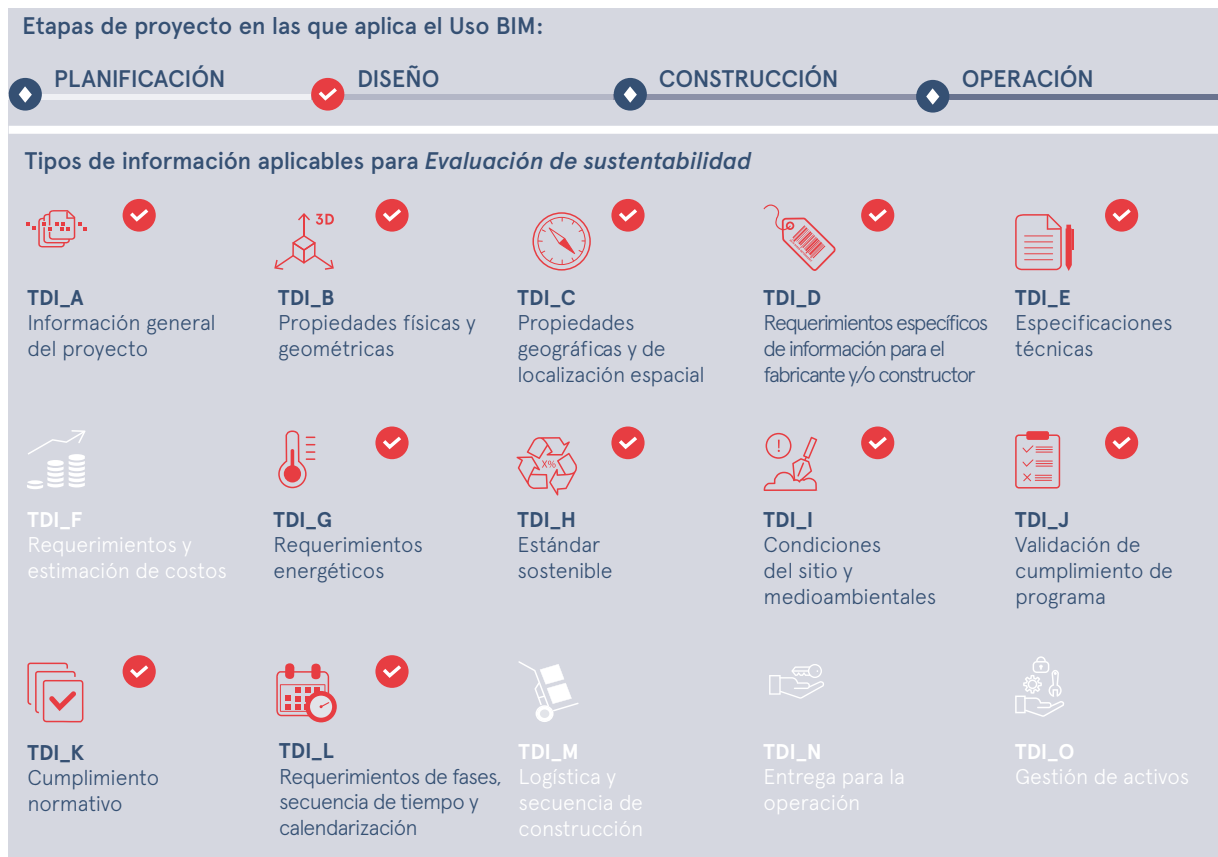 Etapas de proyecto en las que aplica el Uso BIM:
PLANIFICACIÓN
DISEÑO
CONSTRUCCIÓN
OPERACIÓN
Tipos de información aplicables para Evaluación de sustentabilidad
3D
TDI_A
Información general
del proyecto
TDI_B
Propiedades físicas y
geométricas
TDI_C
Propiedades
geográficas y de
localización espacial
TDI_D
Requerimientos específicos
de información para el
fabricante y/o constructor
TDI_E
Especificaciones
técnicas
TDI_F
Requerimientos y
estimación de costos
TDI_G
Requerimientos
energéticos
X%
TDI_H
Estándar
sostenible
TDI_I
Condiciones
del sitio y
medioambientales
TDI_J
Validación de
cumplimiento de
programa
TDI_K
Cumplimiento
normativo
TDI_L
Requerimientos de fases,
secuencia de tiempo y
calendarización
TDI_M
Logística y
secuencia de
construcción
TDI_N
Entrega para la
operación
TDI_O
Gestión de activos